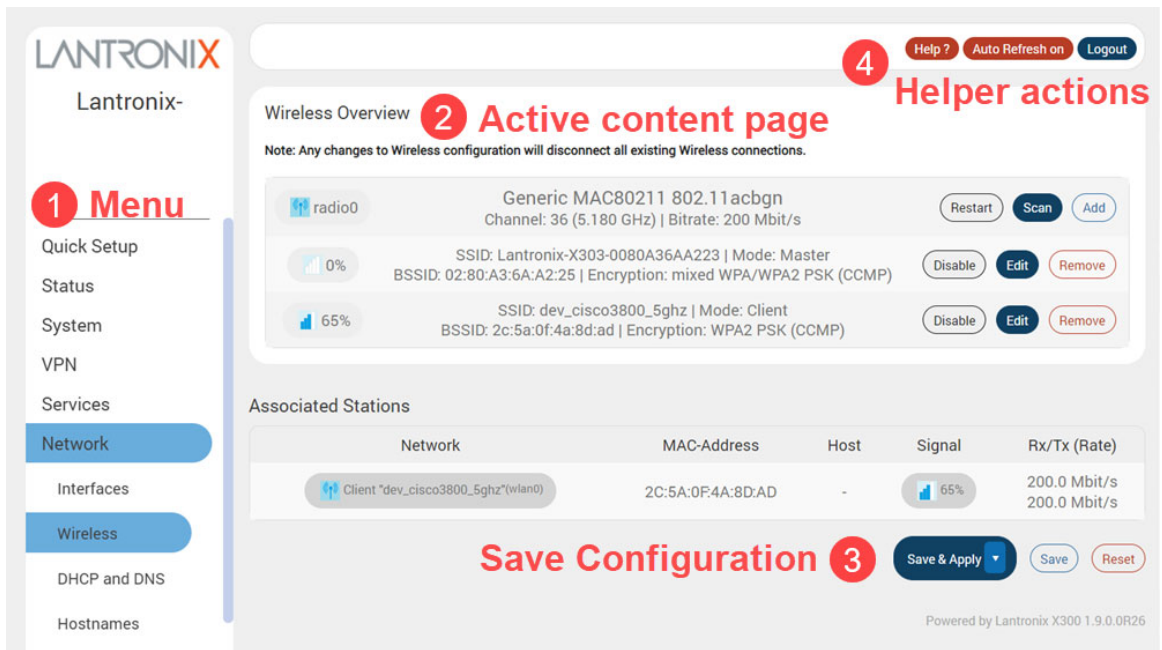 LANTRONIX
Lantronix-
1 Menu
Quick Setup
Status
System
VPN
Services
Network
Interfaces
Wireless
DHCP and DNS
Hostnames
4 Helper actions
Help ? Auto Refresh on Logout
Wireless Overview
2 Active content page
Note: Any changes to Wireless configuration will disconnect all existing Wireless connections.
radio0
Generic MAC80211 802.11acbgn
Channel: 36 (5.180 GHz) | Bitrate: 200 Mbit/s
Restart Scan Add
0%
SSID: Lantronix-X303-0080A36AA223 | Mode: Master
BSSID: 02:80:A3:6A:A2:25 | Encryption: mixed WPA/WPA2 PSK (CCMP)
Disable Edit Remove
65%
SSID: dev_cisco3800_5ghz | Mode: Client
BSSID: 2c:5a:0f:4a:8d:ad | Encryption: WPA2 PSK (CCMP)
Disable Edit Remove
Associated Stations
Network MAC-Address Host Signal Rx/Tx (Rate)
Client "dev_cisco3800_5ghz"(wlan0) 2C:5A:0F:4A:8D:AD - 65% 200.0 Mbit/s
200.0 Mbit/s
Save Configuration 3
Save & Apply Save Reset
Powered by Lantronix X300 1.9.0.0R26